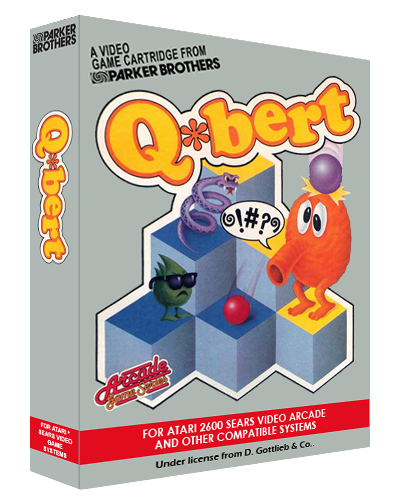 PARKER
BROTHERS
Q*bert
FOR ATARI®
SEARS VIDEO
GAME
SYSTEMS
A VIDEO
GAME CARTRIDGE FROM
PARKER BROTHERS
Q*bert
@!#?@
Arcade
Game Series
FOR ATARI 2600 SEARS VIDEO ARCADE
AND OTHER COMPATIBLE SYSTEMS
Under license from D. Gottlieb & Co..